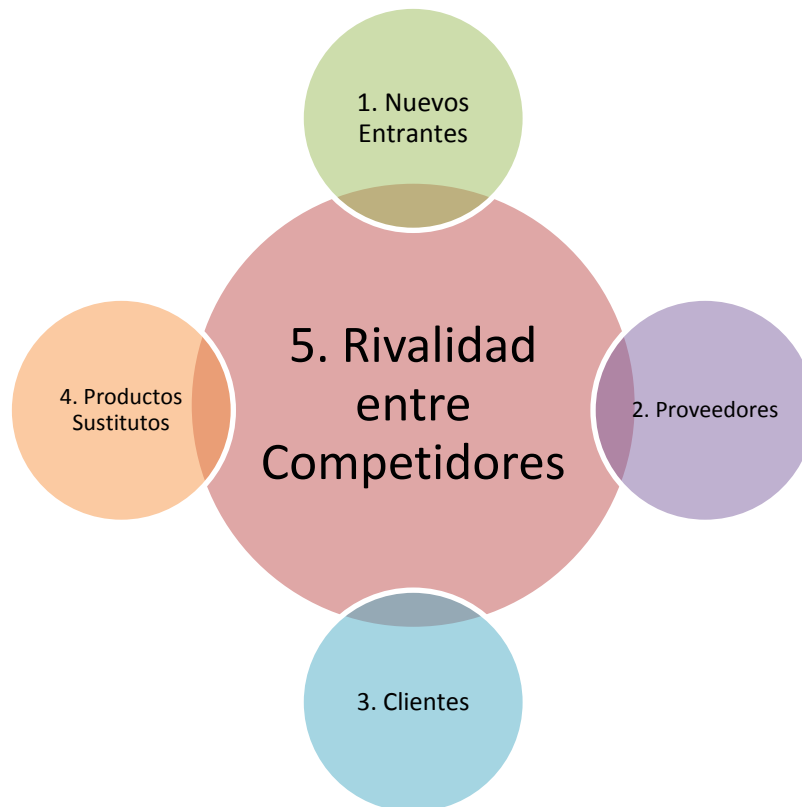 1. Nuevos
Entrantes
5. Rivalidad
entre
Competidores
4. Productos
Sustitutos
2. Proveedores
3. Clientes